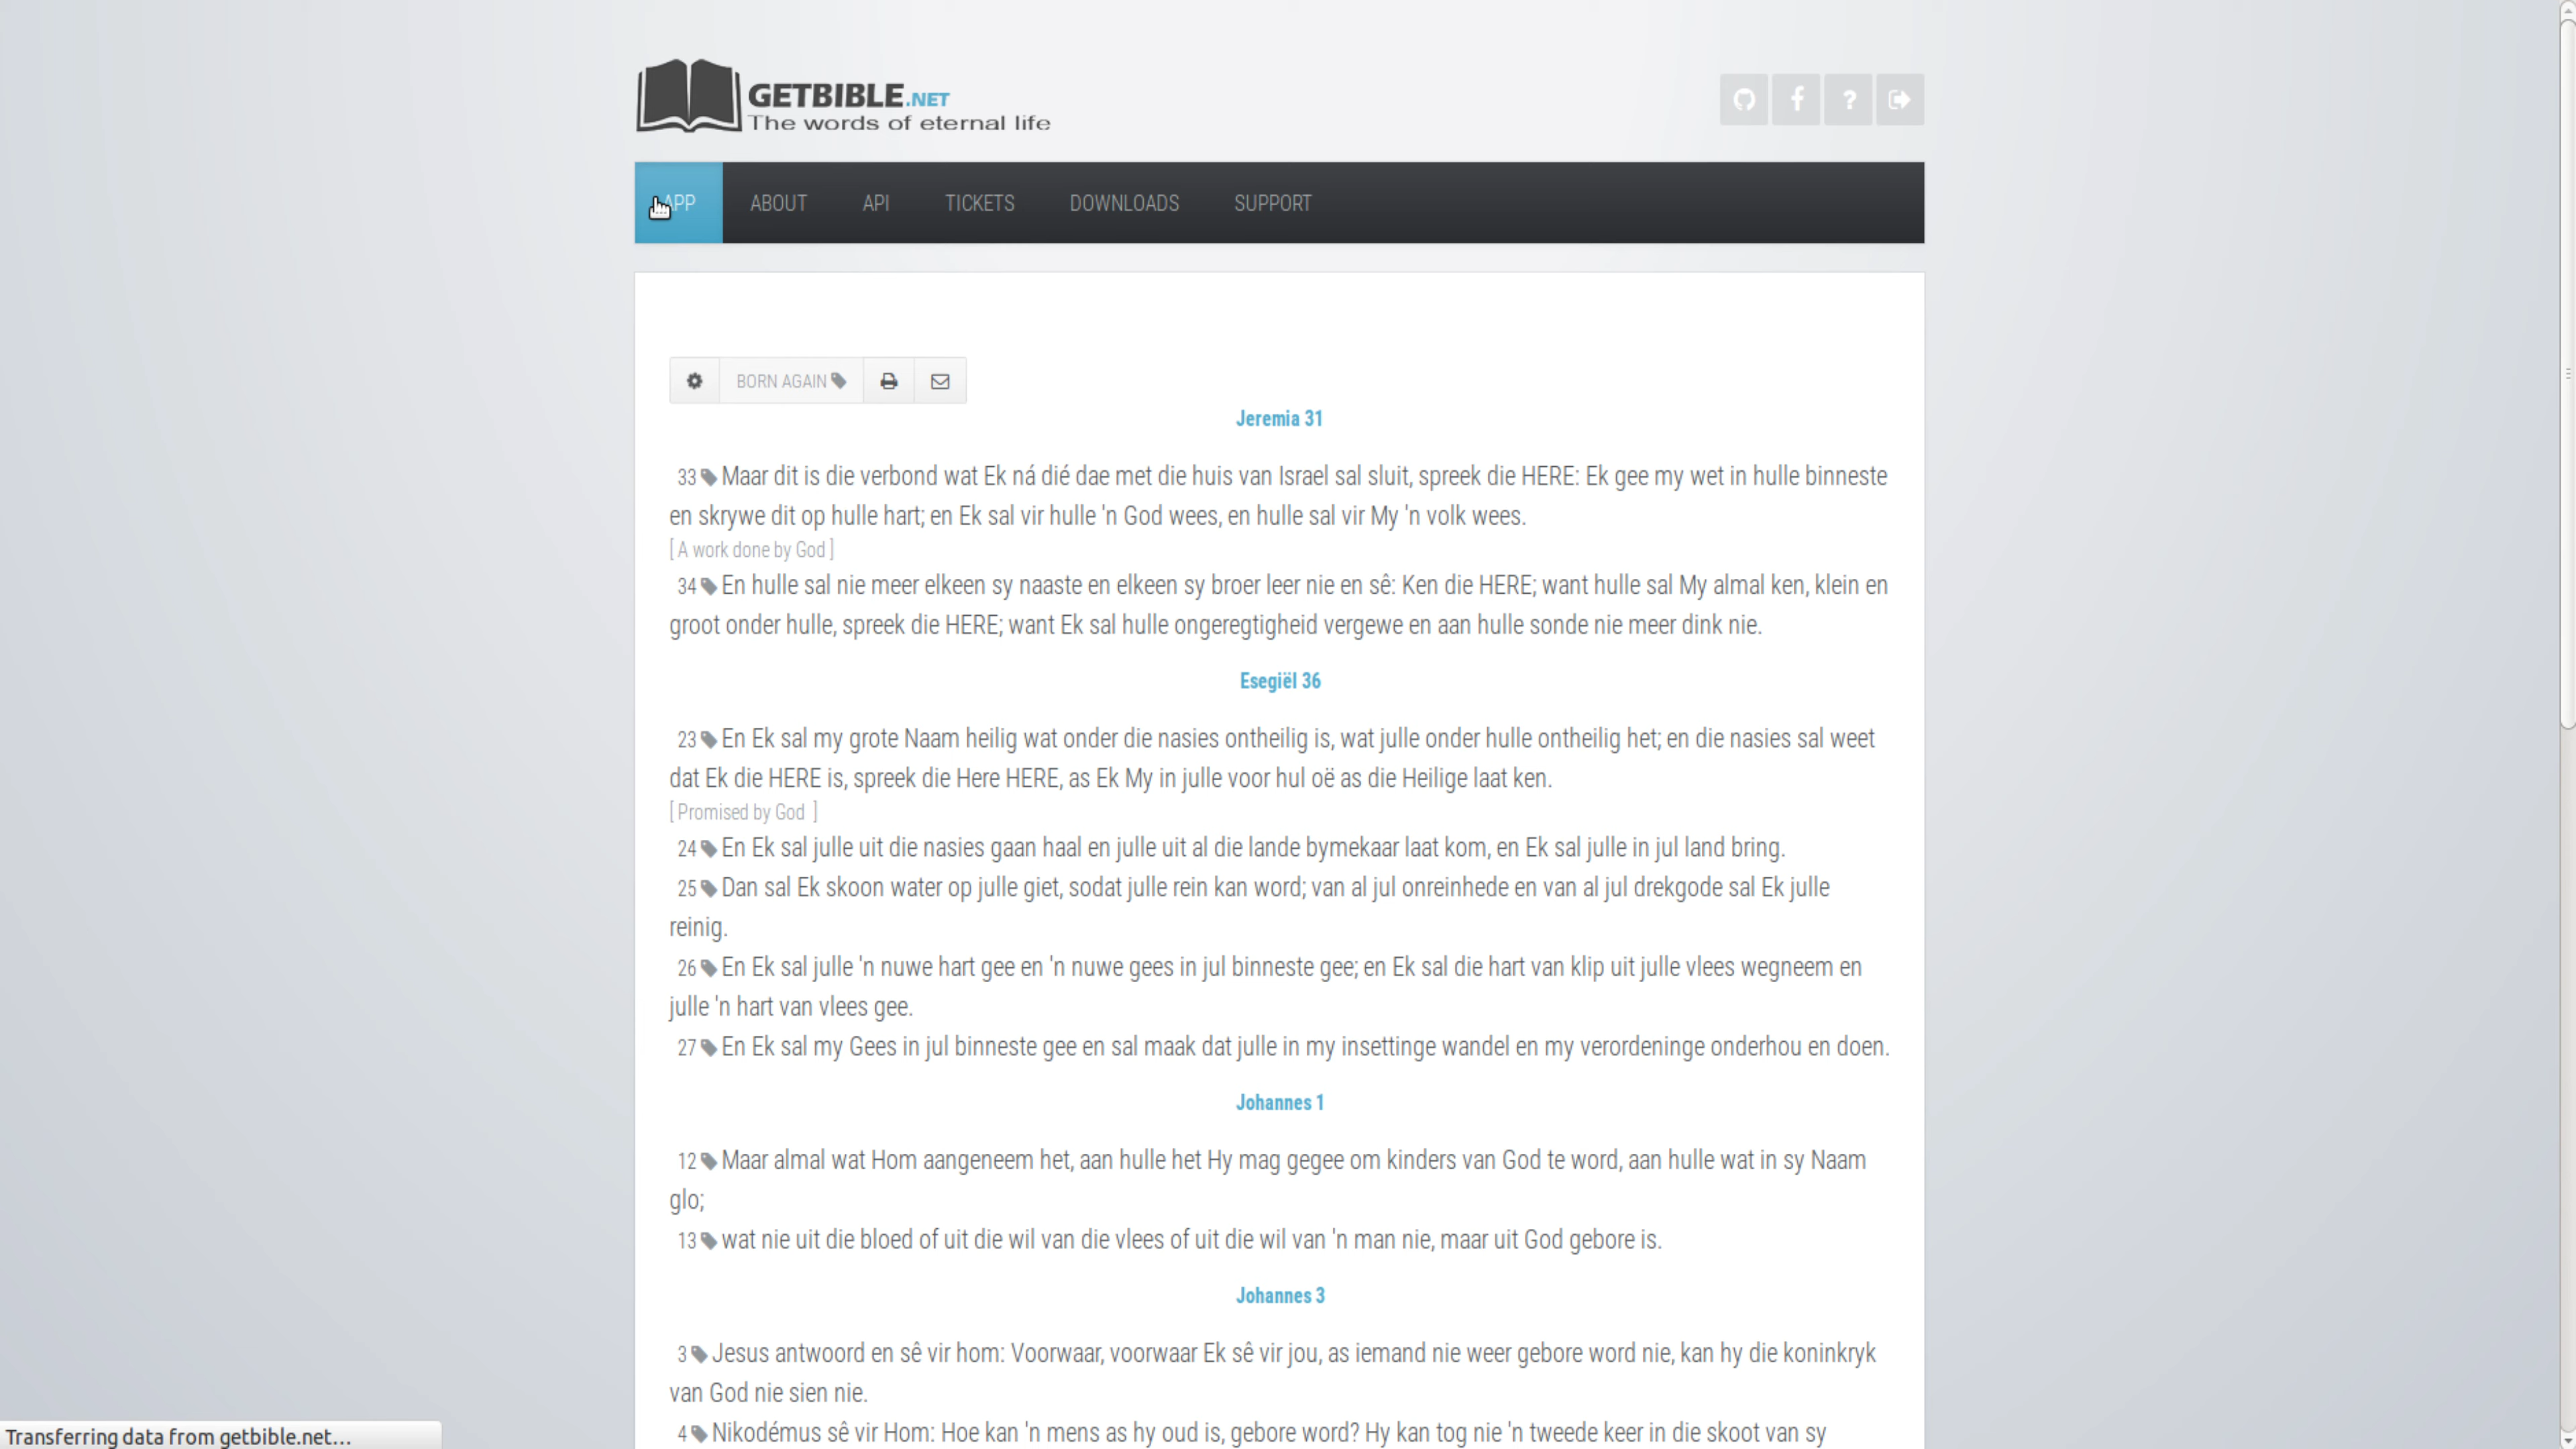 GETBIBLE.NET
The words of eternal life
?
APP ABOUT API TICKETS DOWNLOADS SUPPORT
BORN AGAIN
Jeremia 31
33 Maar dit is die verbond wat Ek ná dié dae met die huis van Israel sal sluit, spreek die HERE: Ek gee my wet in hulle binneste
en skrywe dit op hulle hart; en Ek sal vir hulle 'n God wees, en hulle sal vir My 'n volk wees.
[ A work done by God ]
34 En hulle sal nie meer elkeen sy naaste en elkeen sy broer leer nie en sê: Ken die HERE; want hulle sal My almal ken, klein en
groot onder hulle, spreek die HERE; want Ek sal hulle ongeregtigheid vergewe en aan hulle sonde nie meer dink nie.
Esegiël 36
23 En Ek sal my grote Naam heilig wat onder die nasies ontheilig is, wat julle onder hulle ontheilig het; en die nasies sal weet
dat Ek die HERE is, spreek die Here HERE, as Ek My in julle voor hul oë as die Heilige laat ken.
[ Promised by God ]
24 En Ek sal julle uit die nasies gaan haal en julle uit al die lande bymekaar laat kom, en Ek sal julle in jul land bring.
25 Dan sal Ek skoon water op julle giet, sodat julle rein kan word; van al jul onreinhede en van al jul drekgode sal Ek julle
reinig.
26 En Ek sal julle 'n nuwe hart gee en 'n nuwe gees in jul binneste gee; en Ek sal die hart van klip uit julle vlees wegneem en
julle 'n hart van vlees gee.
27 En Ek sal my Gees in jul binneste gee en sal maak dat julle in my insettinge wandel en my verordeninge onderhou en doen.
Johannes 1
12 Maar almal wat Hom aangeneem het, aan hulle het Hy mag gegee om kinders van God te word, aan hulle wat in sy Naam
glo;
13 wat nie uit die bloed of uit die wil van die vlees of uit die wil van 'n man nie, maar uit God gebore is.
Johannes 3
3 Jesus antwoord en sê vir hom: Voorwaar, voorwaar Ek sê vir jou, as iemand nie weer gebore word nie, kan hy die koninkryk
van God nie sien nie.
4 Nikodémus sê vir Hom: Hoe kan 'n mens as hy oud is, gebore word? Hy kan tog nie 'n tweede keer in die skoot van sy
Transferring data from getbible.net...